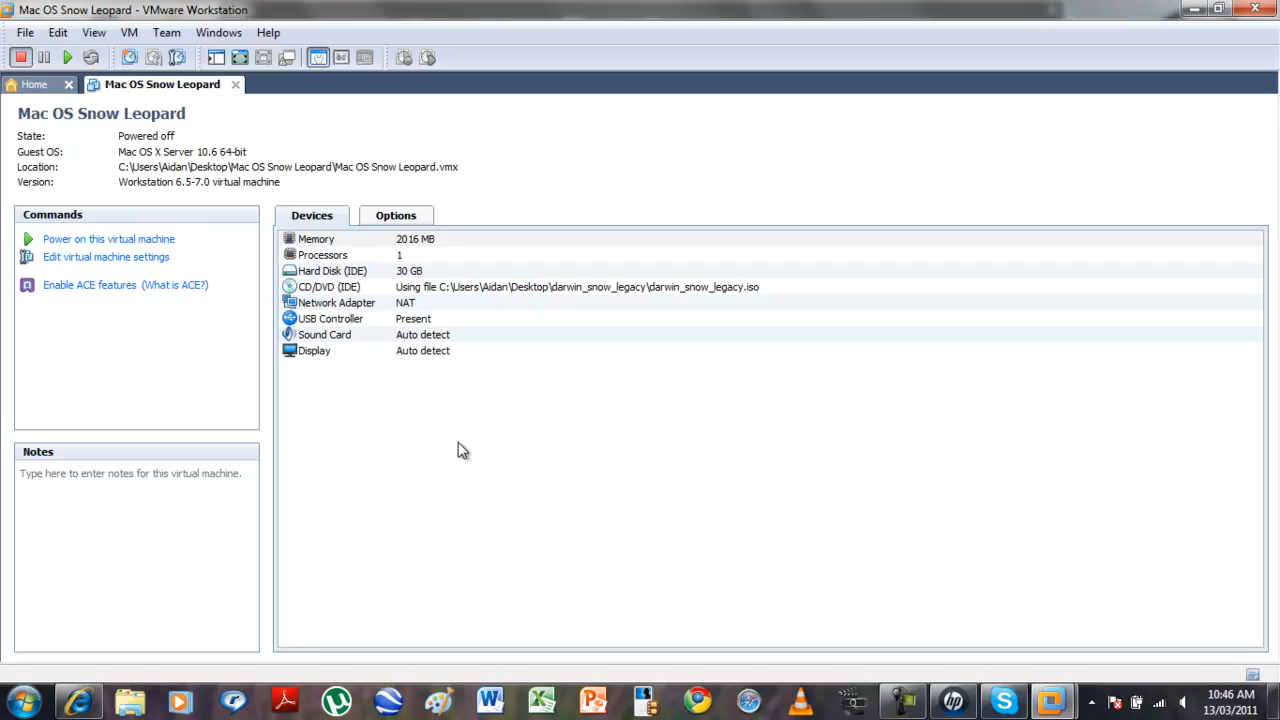 Mac OS Snow Leopard - VMware Workstation
File Edit View VM Team Windows Help
Home Mac OS Snow Leopard
Mac OS Snow Leopard
State: Powered off
Guest OS: Mac OS X Server 10.6 64-bit
Location: C:\Users\Aidan\Desktop\Mac OS Snow Leopard\Mac OS Snow Leopard.vmx
Version: Workstation 6.5-7.0 virtual machine
Commands
Power on this virtual machine
Edit virtual machine settings
Enable ACE features (What is ACE?)
Notes
Type here to enter notes for this virtual machine.
Devices Options
Memory 2016 MB
Processors 1
Hard Disk (IDE) 30 GB
CD/DVD (IDE) Using file C:\Users\Aidan\Desktop\darwin_snow_legacy\darwin_snow_legacy.iso
Network Adapter NAT
USB Controller Present
Sound Card Auto detect
Display Auto detect
10:46 AM
13/03/2011